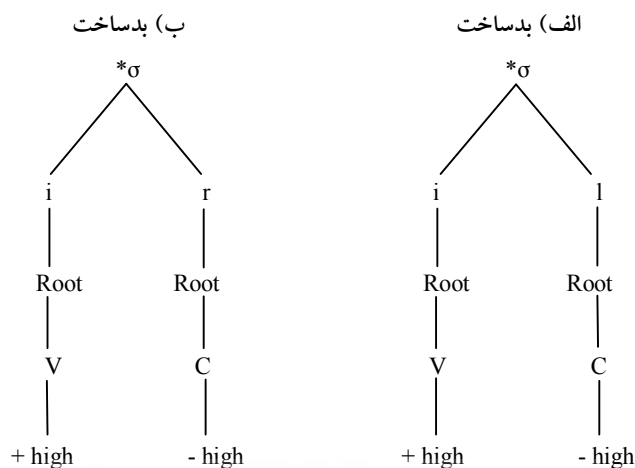 الف) بدساخت ب) بدساخت
*σ *σ
i r i l
Root Root Root Root
V C V C
+ high - high + high - high